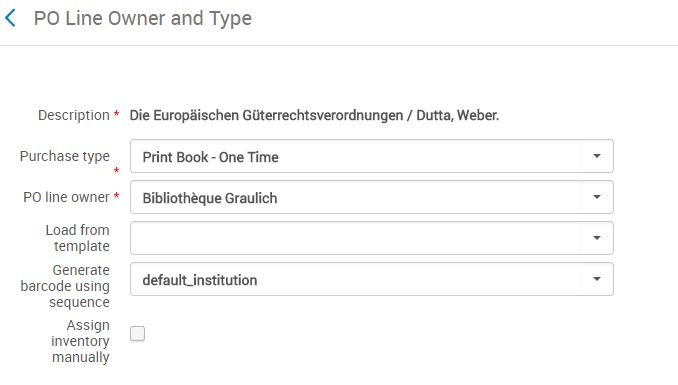 PO Line Owner and Type
Description * Die Europäischen Güterrechtsverordnungen / Dutta, Weber.
Purchase type * Print Book - One Time
PO line owner * Bibliothèque Graulich
Load from
template
Generate
barcode using
sequence
default_institution
Assign
inventory
manually